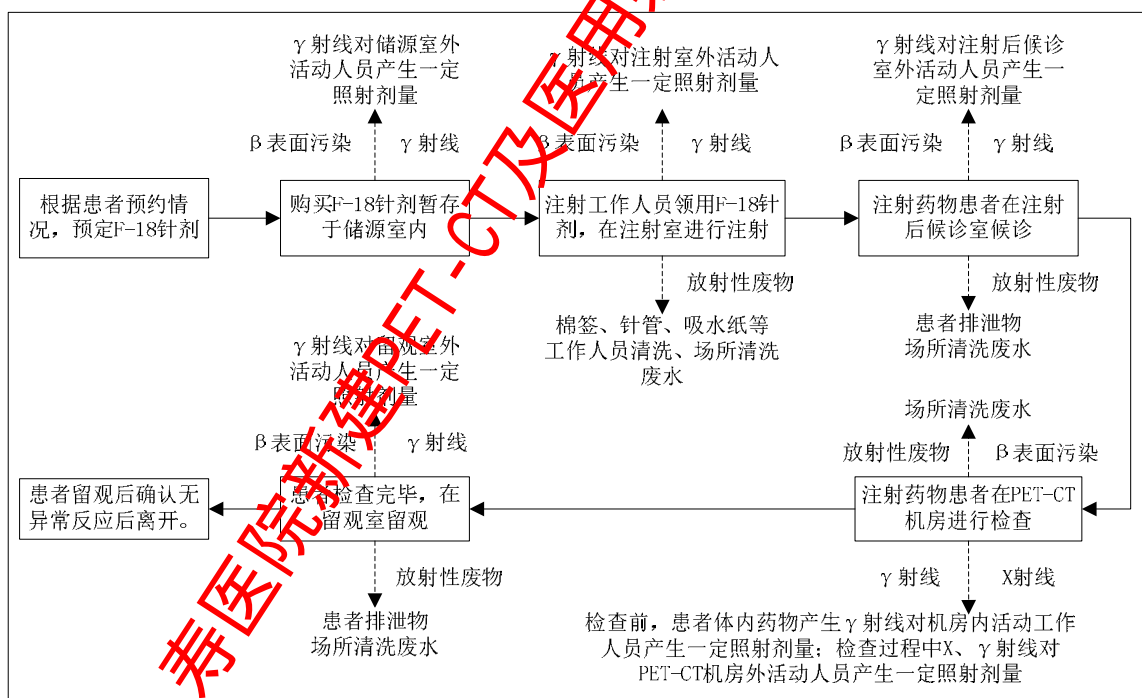 γ射线对储源室外
活动人员产生一定
照射剂量
γ射线对注射室外活动人
员产生一定照射剂量
γ射线对注射后候诊
室外活动人员产生一
定照射剂量
β表面污染 γ射线
β表面污染 γ射线
β表面污染 γ射线
根据患者预约情
况，预定F-18针剂
购买F-18针剂暂存
于储源室内
注射工作人员领用F-18针
剂，在注射室进行注射
注射药物患者在注射
后候诊室候诊
放射性废物
棉签、针管、吸水纸等
工作人员清洗、场所清洗
废水
放射性废物
患者排泄物
场所清洗废水
γ射线对留观室外
活动人员产生一定
照射剂量
β表面污染 γ射线
场所清洗废水
放射性废物 β表面污染
患者留观后确认无
异常反应后离开。
患者检查完毕，在
留观室留观
注射药物患者在PET-CT
机房进行检查
放射性废物
患者排泄物
场所清洗废水
γ射线 X射线
检查前，患者体内药物产生γ射线对机房内活动工作
人员产生一定照射剂量；检查过程中X、γ射线对
PET-CT机房外活动人员产生一定照射剂量
寿医院新建PET-CT及医用